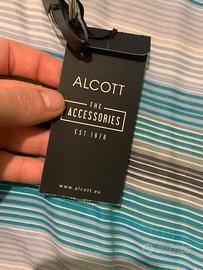 ALCOTT
THE
ACCESSORIES
EST 1978
www.alcott.eu